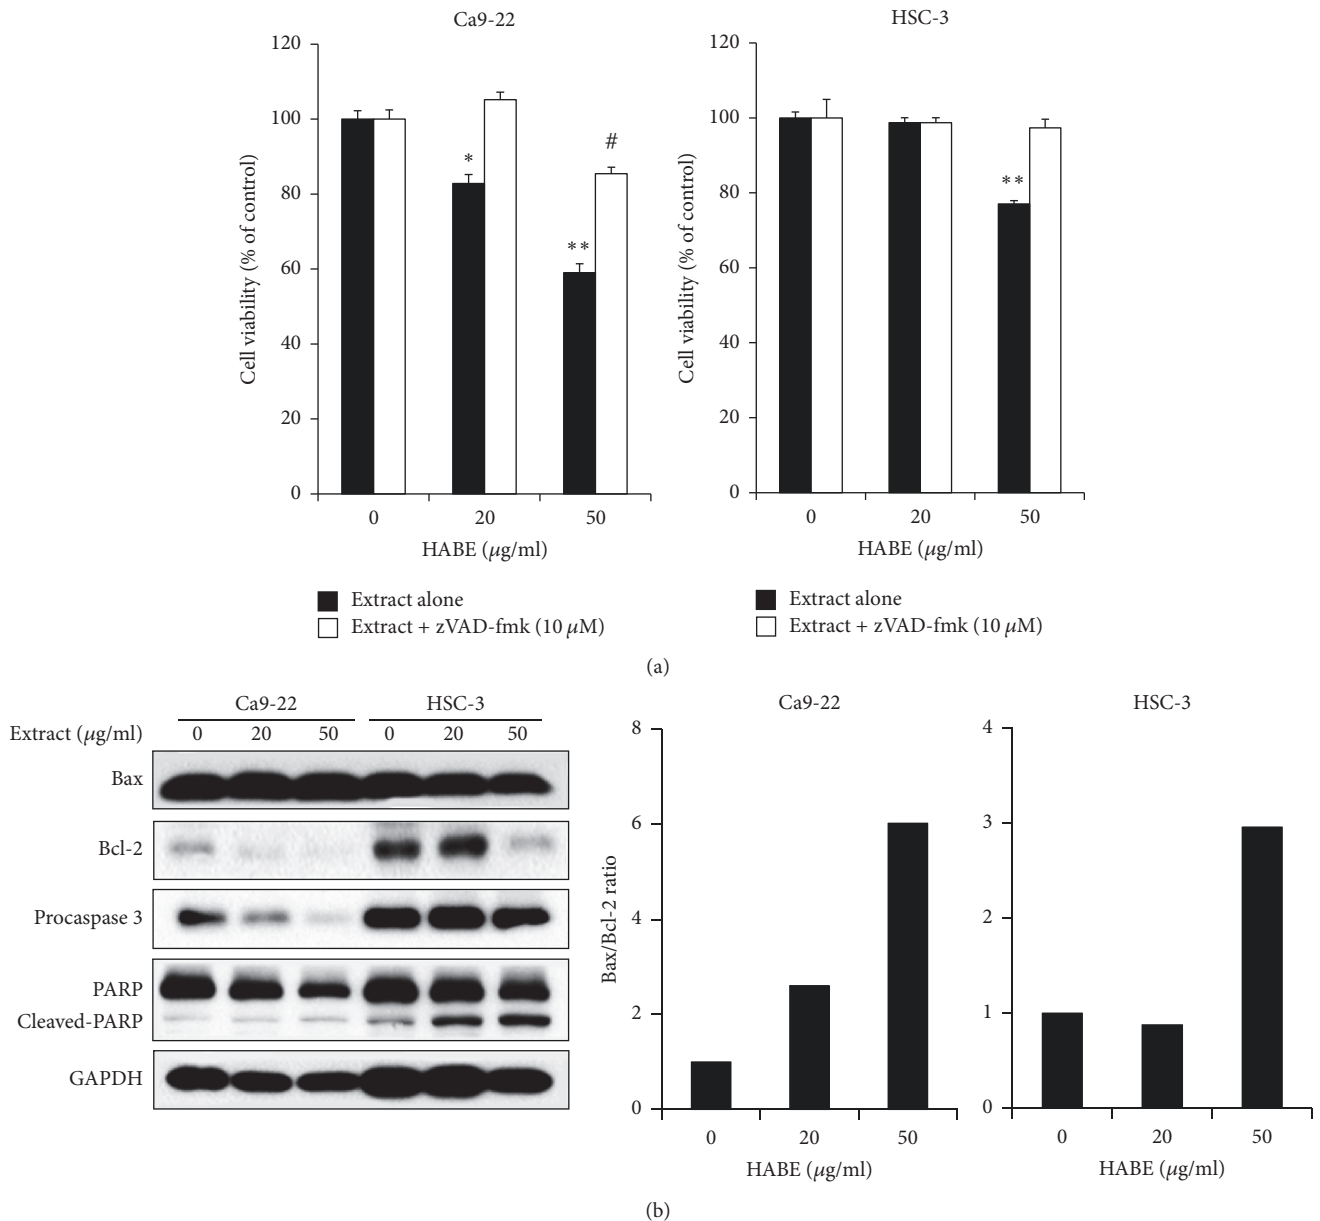 Ca9-22
HSC-3
Cell viability (% of control)
120
100
80
60
40
20
0
*
**
#
0 20 50
HABE (μg/ml)
Extract alone
Extract + zVAD-fmk (10 μM)
Cell viability (% of control)
120
100
80
60
40
20
0
**
0 20 50
HABE (μg/ml)
Extract alone
Extract + zVAD-fmk (10 μM)
(a)
Ca9-22 HSC-3
Extract (μg/ml) 0 20 50 0 20 50
Bax
Bcl-2
Procaspase 3
PARP
Cleaved-PARP
GAPDH
Ca9-22
Bax/Bcl-2 ratio
8
6
4
2
0
0 20 50
HABE (μg/ml)
HSC-3
4
3
2
1
0
0 20 50
HABE (μg/ml)
(b)